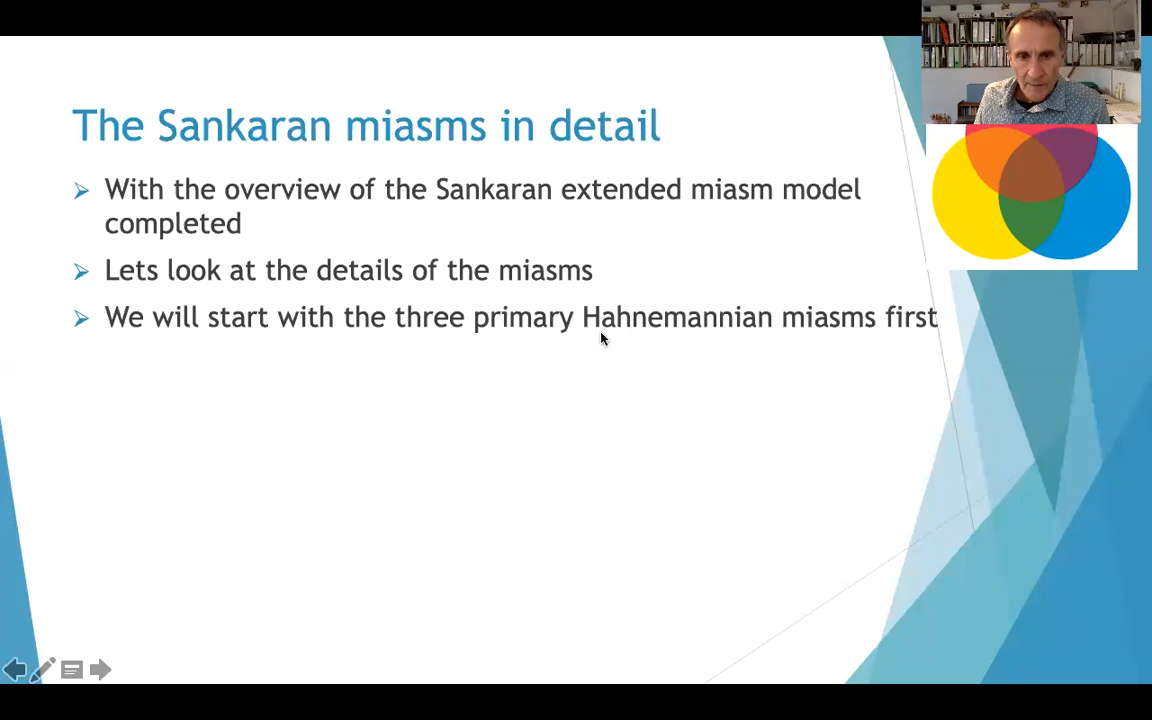 The Sankaran miasms in detail
With the overview of the Sankaran extended miasm model
completed
Lets look at the details of the miasms
We will start with the three primary Hahnemannian miasms first